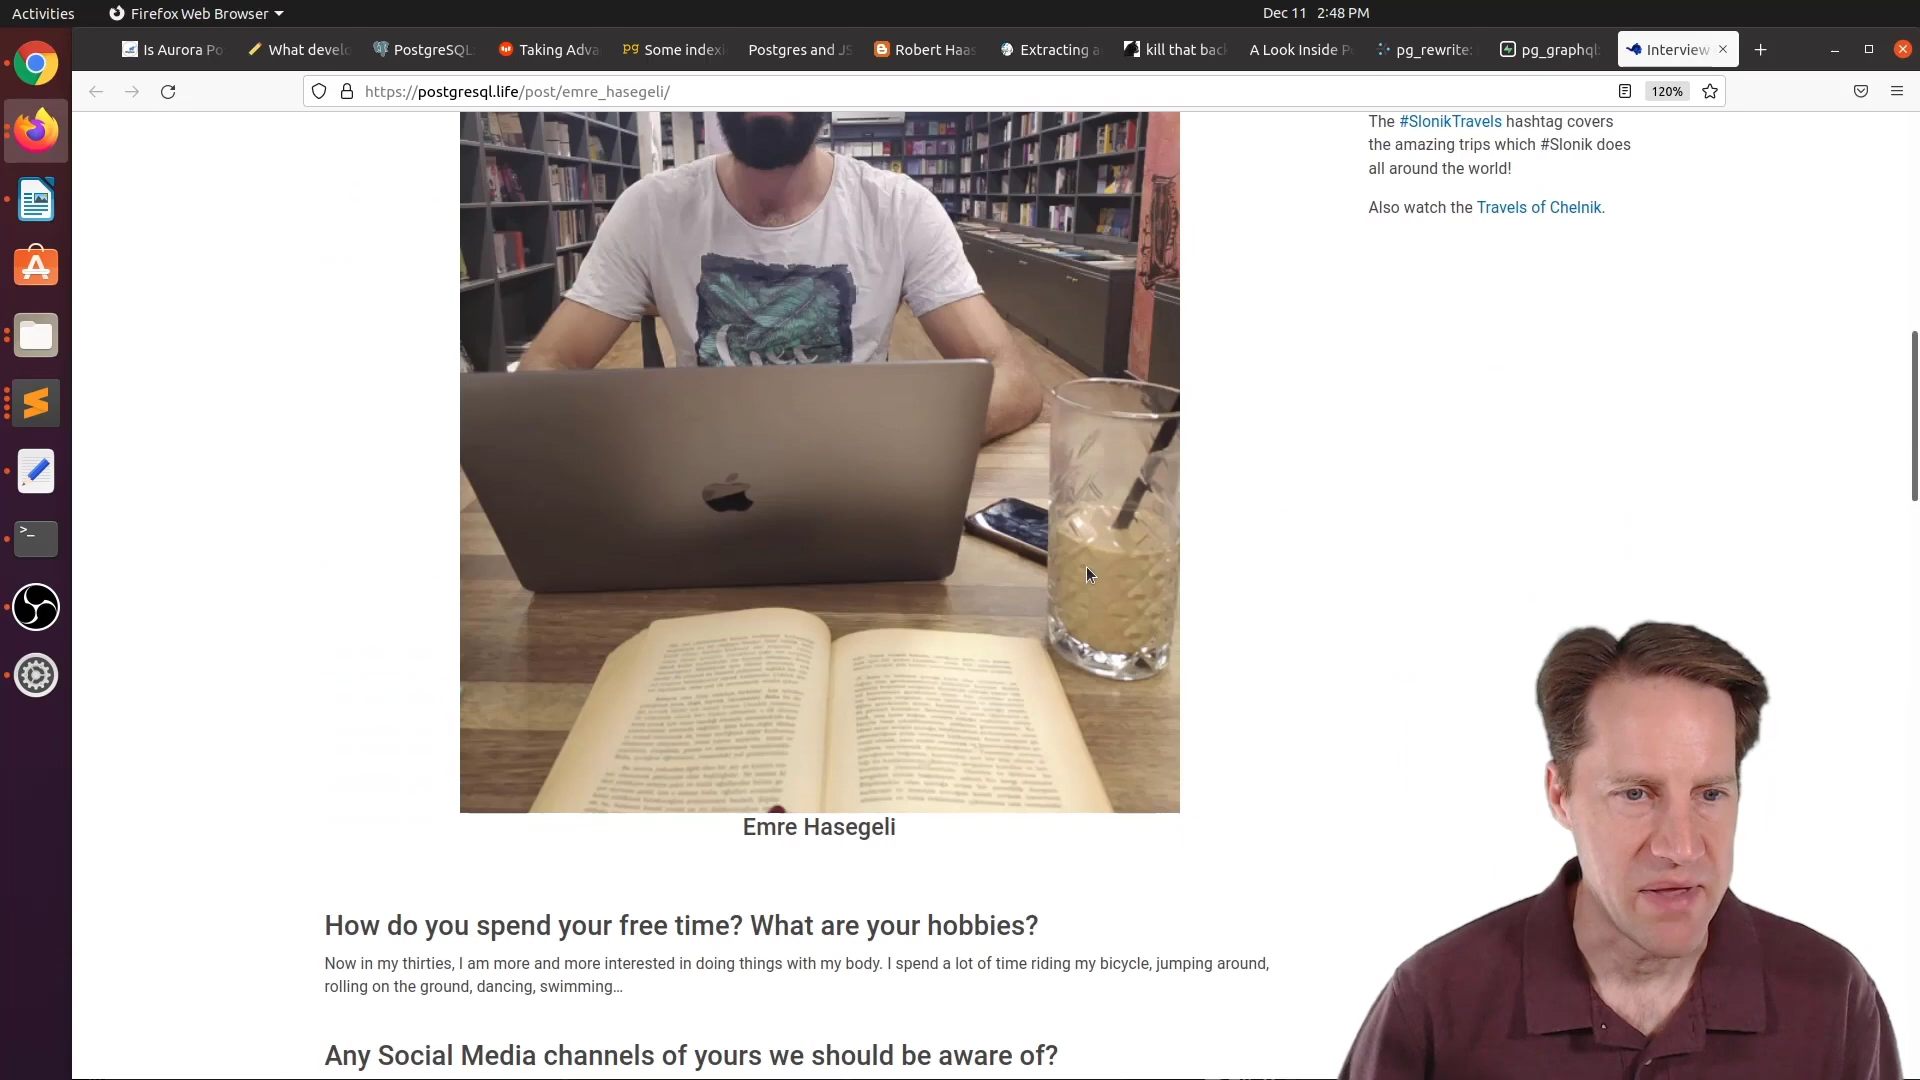 Activities
Firefox Web Browser
Dec 11 2:48 PM
Is Aurora Po
What develo
PostgreSQL
Taking Adva
Some indexi
Postgres and JS
Robert Haas
Extracting a
kill that back
A Look Inside P
pg_rewrite:
pg_graphql:
Interview
https://postgresql.life/post/emre_hasegeli/
120%
The #SlonikTravels hashtag covers
the amazing trips which #Slonik does
all around the world!
Also watch the Travels of Chelnik.
Emre Hasegeli
How do you spend your free time? What are your hobbies?
Now in my thirties, I am more and more interested in doing things with my body. I spend a lot of time riding my bicycle, jumping around,
rolling on the ground, dancing, swimming...
Any Social Media channels of yours we should be aware of?